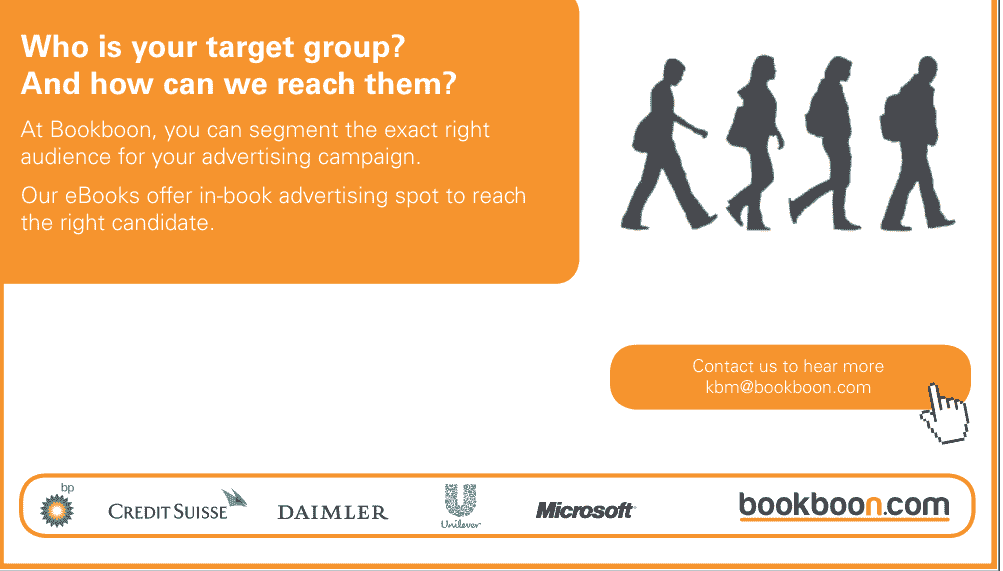 Who is your target group?
And how can we reach them?
At Bookboon, you can segment the exact right
audience for your advertising campaign.
Our eBooks offer in-book advertising spot to reach
the right candidate.
Contact us to hear more
kbm@bookboon.com
bp
CREDIT SUISSE
DAIMLER
Unilever
Microsoft
bookboon.com